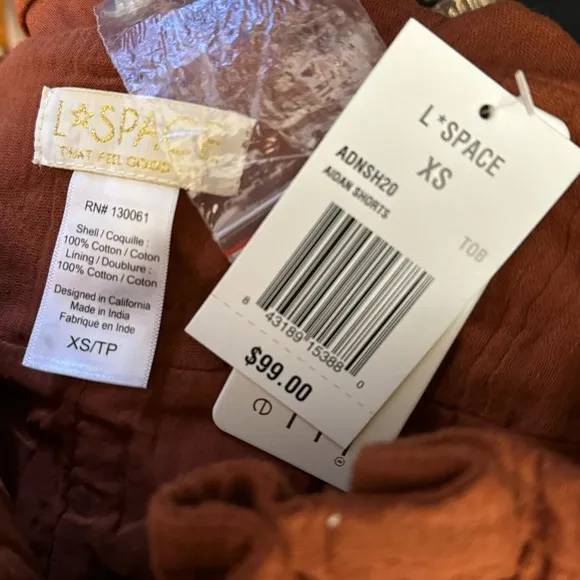 L*SPACE
THAT FEEL GOOD
RN# 130061
Shell / Coquille :
100% Cotton / Coton
Lining / Doublure :
100% Cotton / Coton
Designed in California
Made in India
Fabriqué en Inde
XS/TP
L*SPACE
XS
ADNSH20
AIDAN SHORTS
TOB
8 43189 15388 0
$99.00